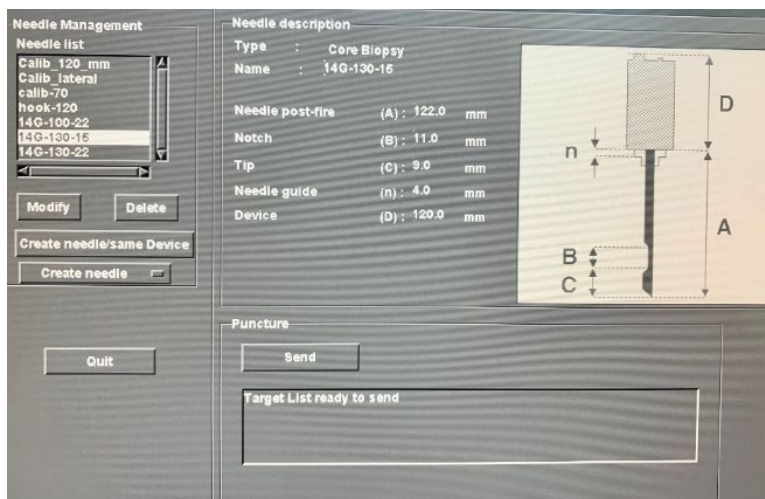 Needle Management
Needle list
Calib_120_mm
Calib_lateral
calib-70
hook-120
14G-100-22
14G-130-15
14G-130-22
Modify
Delete
Create needle/same Device
Create needle
Quit
Needle description
Type : Core Biopsy
Name : 14G-130-15
Needle post-fire (A) : 122.0 mm
Notch (B) : 11.0 mm
Tip (C) : 9.0 mm
Needle guide (n) : 4.0 mm
Device (D) : 120.0 mm
D
n
A
B
C
Puncture
Send
Target List ready to send